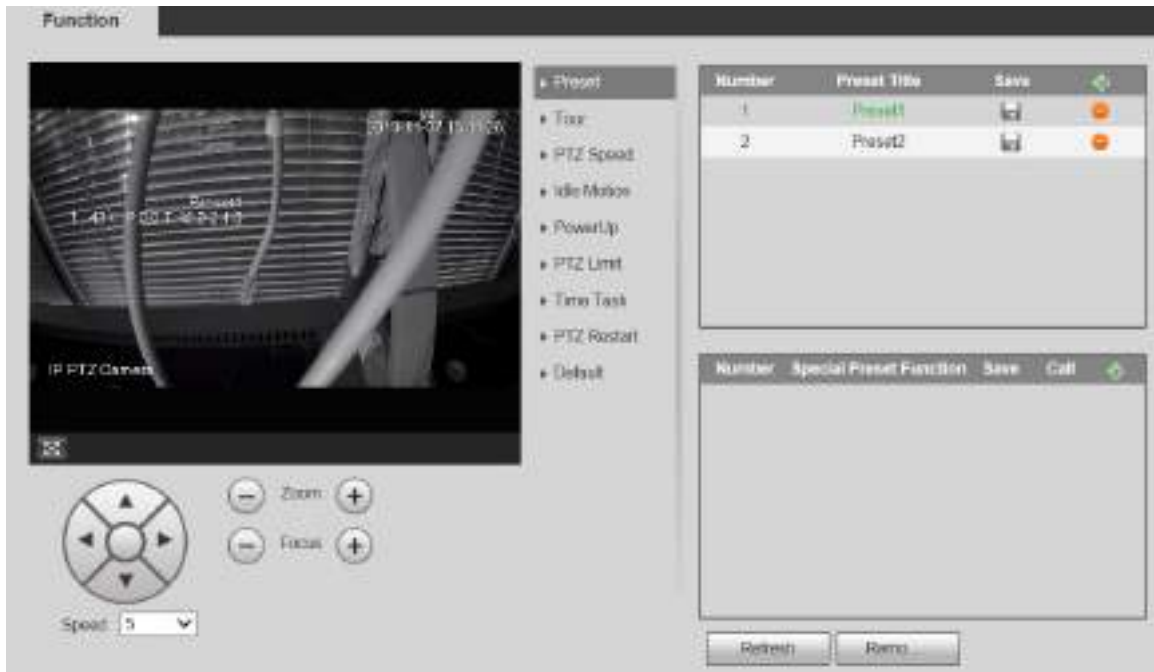 Function
IP PTZ Camera
Zoom
Focus
Speed 5
Preset
Tour
PTZ Speed
Idle Motion
PowerUp
PTZ Limit
Time Task
PTZ Restart
Default
Number Preset Title Save
1 Preset1
2 Preset2
Number Special Preset Function Save Call
Refresh Remo...